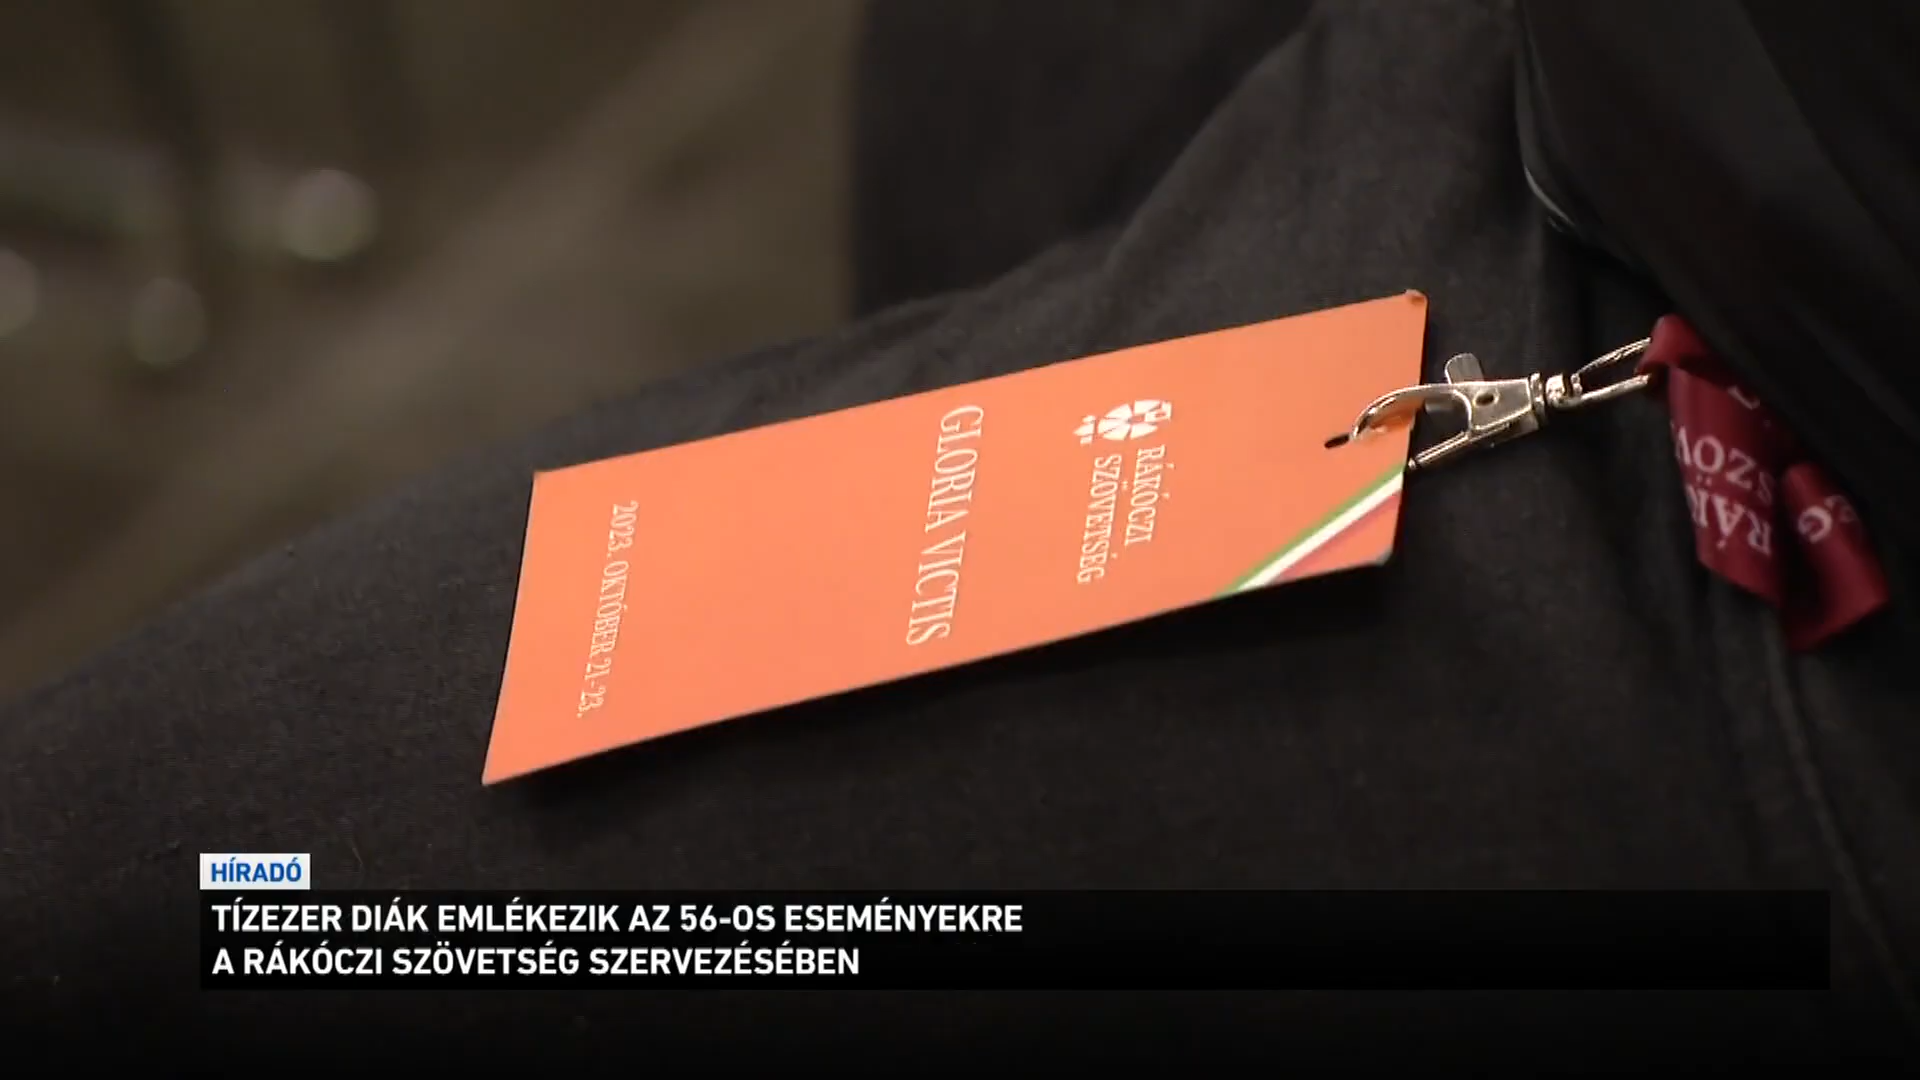 RÁKÓCZI
SZÖVETSÉG
GLORIA VICTIS
2023. OKTÓBER 21-23.
HÍRADÓ
TÍZEZER DIÁK EMLÉKEZIK AZ 56-OS ESEMÉNYEKRE
A RÁKÓCZI SZÖVETSÉG SZERVEZÉSÉBEN